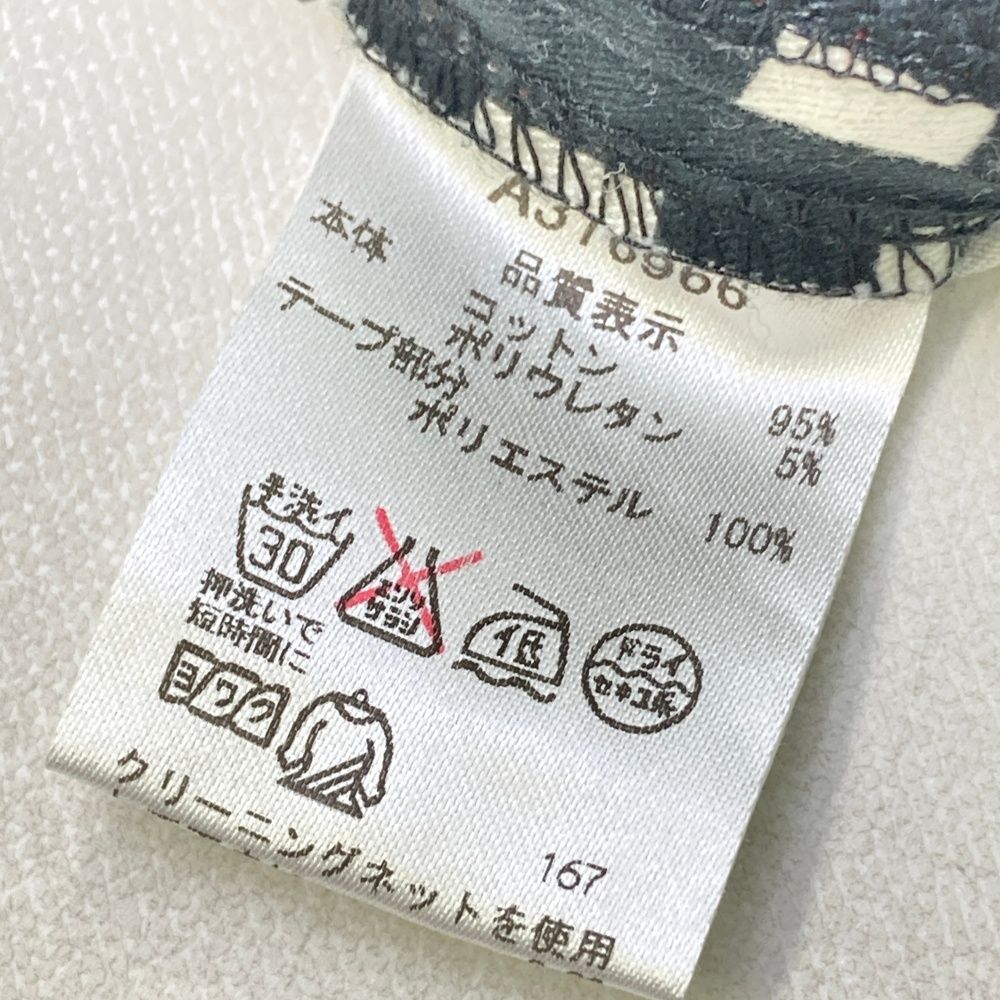 A318966
品質表示
本体
コットン 95%
ポリウレタン 5%
テープ部分
ポリエステル 100%
手洗イ
30
エンソ
サラシ
低
ドライ
セキユ系
押洗いで
短時間に
ヨワク
167
クリーニングネットを使用